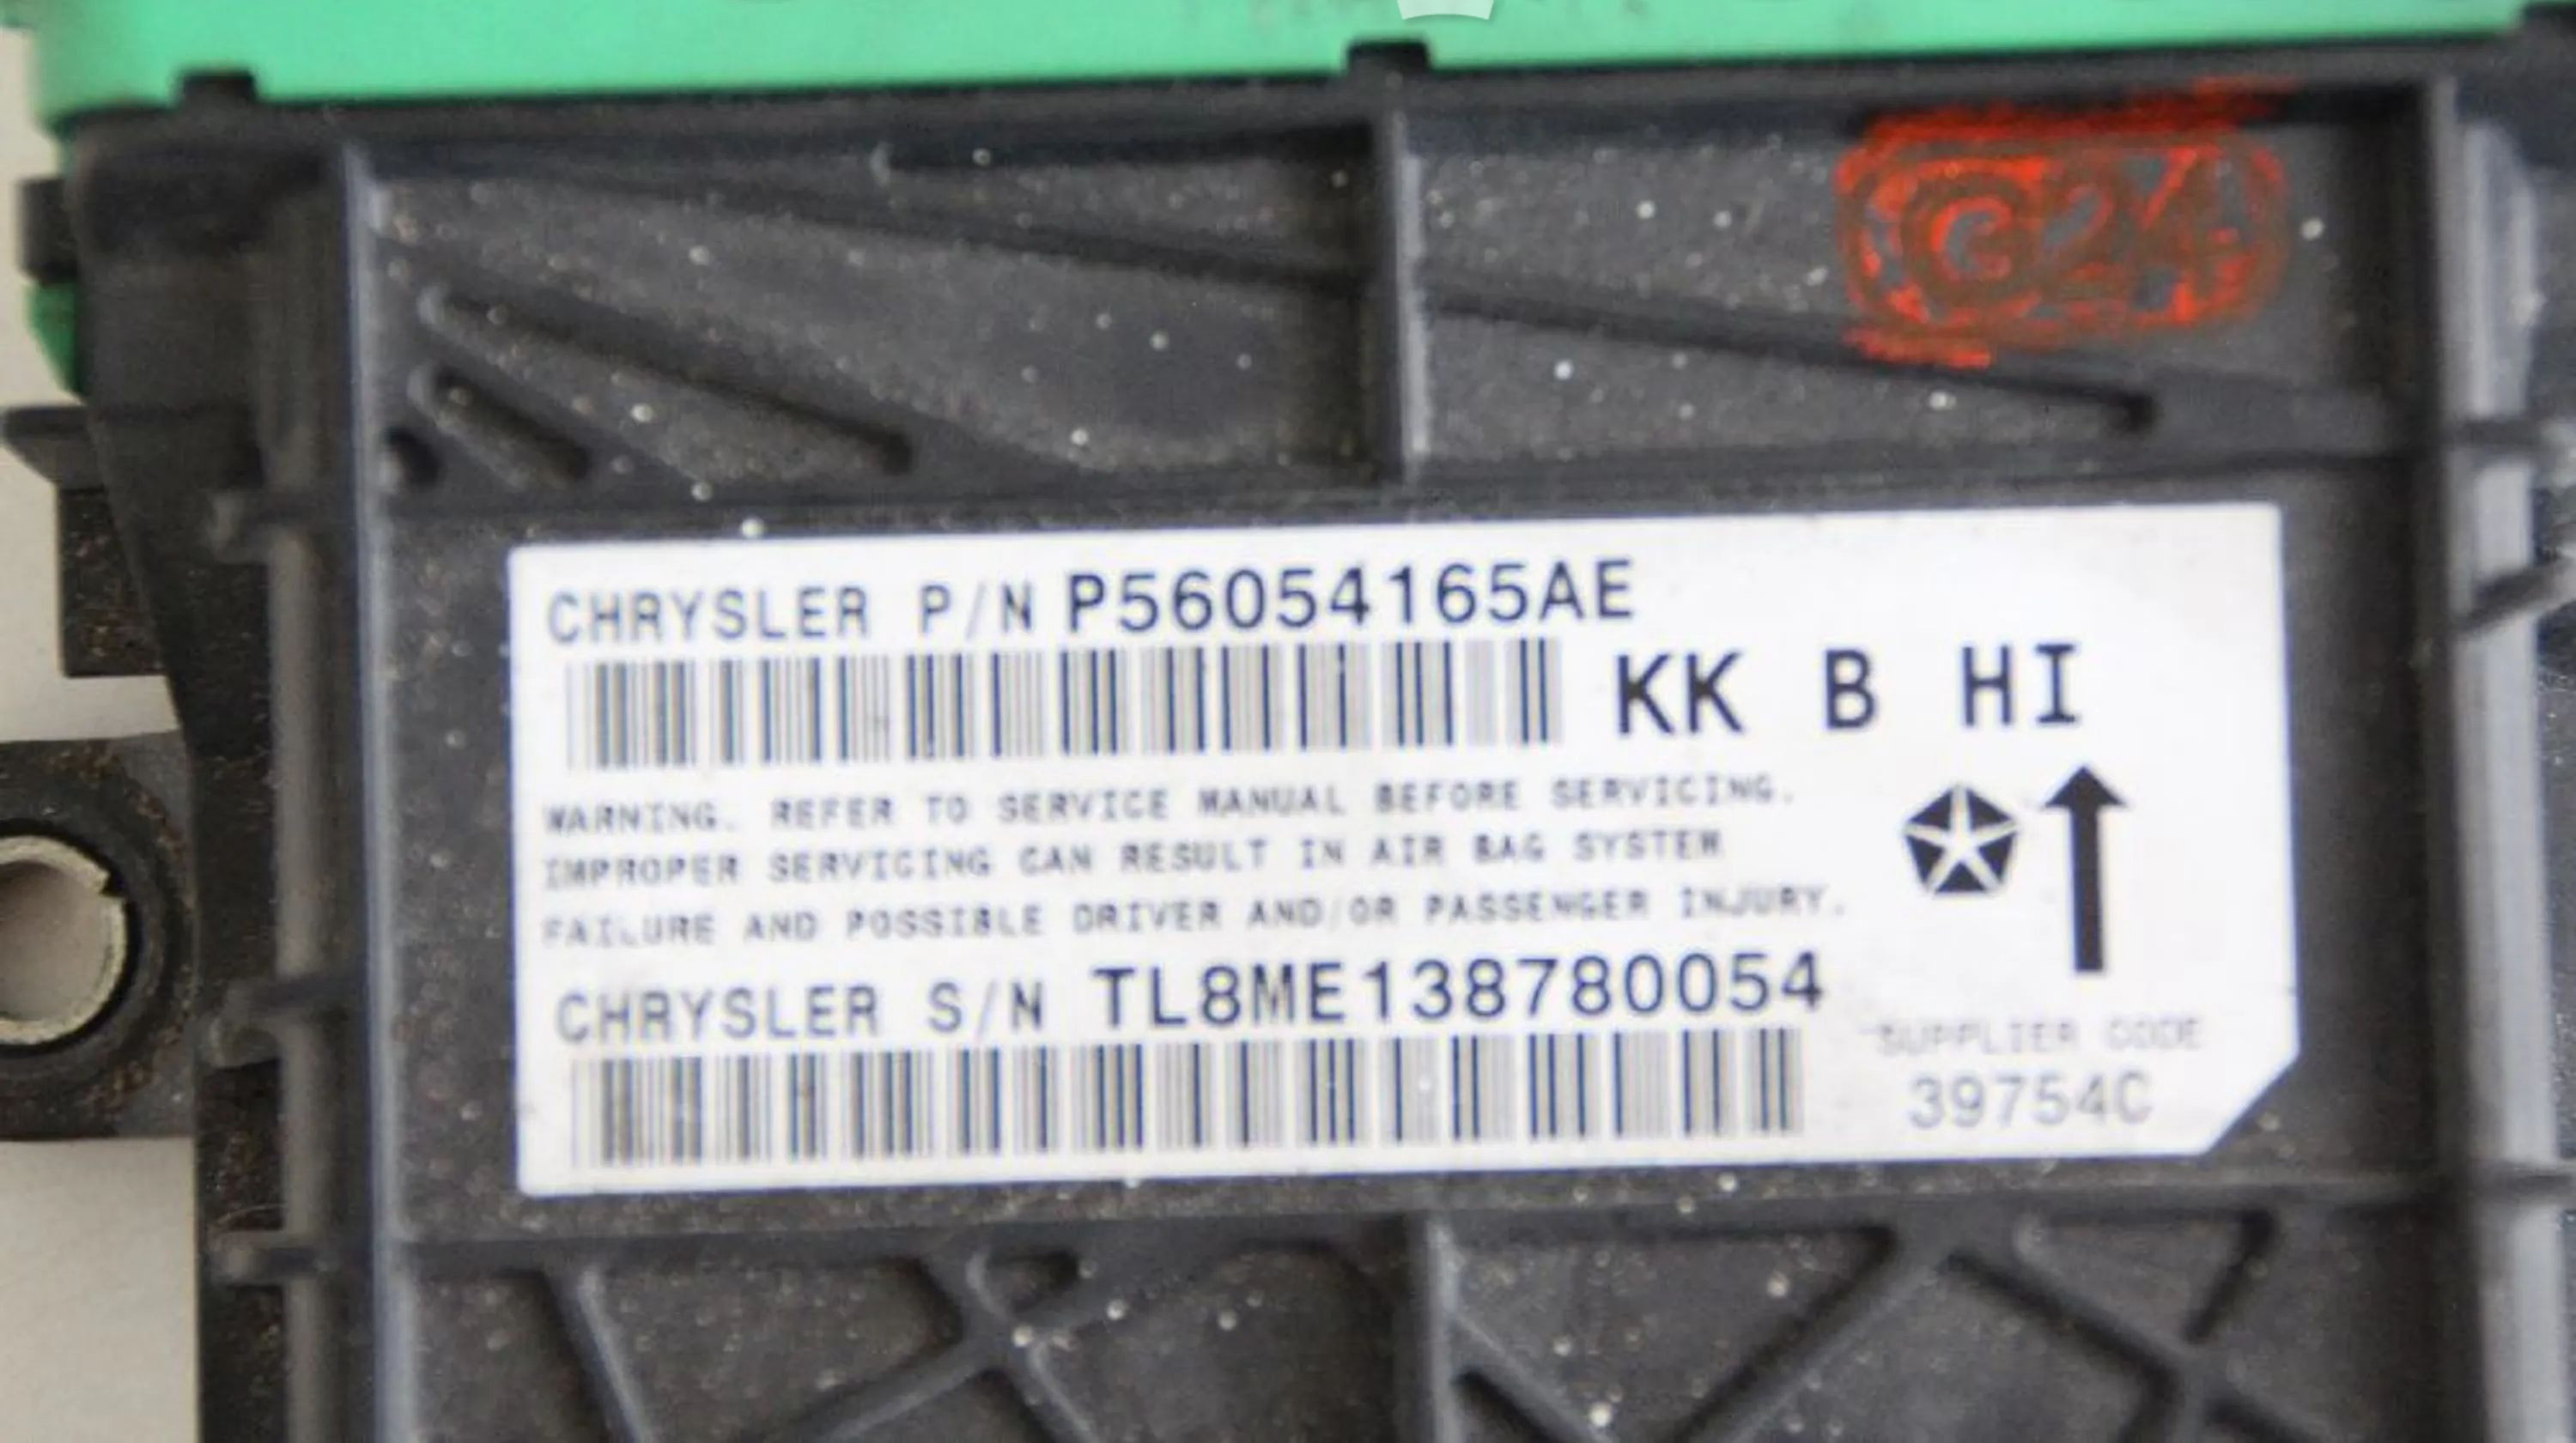 G24
CHRYSLER P/N P56054165AE
KK B HI
WARNING. REFER TO SERVICE MANUAL BEFORE SERVICING.
IMPROPER SERVICING CAN RESULT IN AIR BAG SYSTEM
FAILURE AND POSSIBLE DRIVER AND/OR PASSENGER INJURY.
CHRYSLER S/N TL8ME138780054
SUPPLIER CODE
39754C